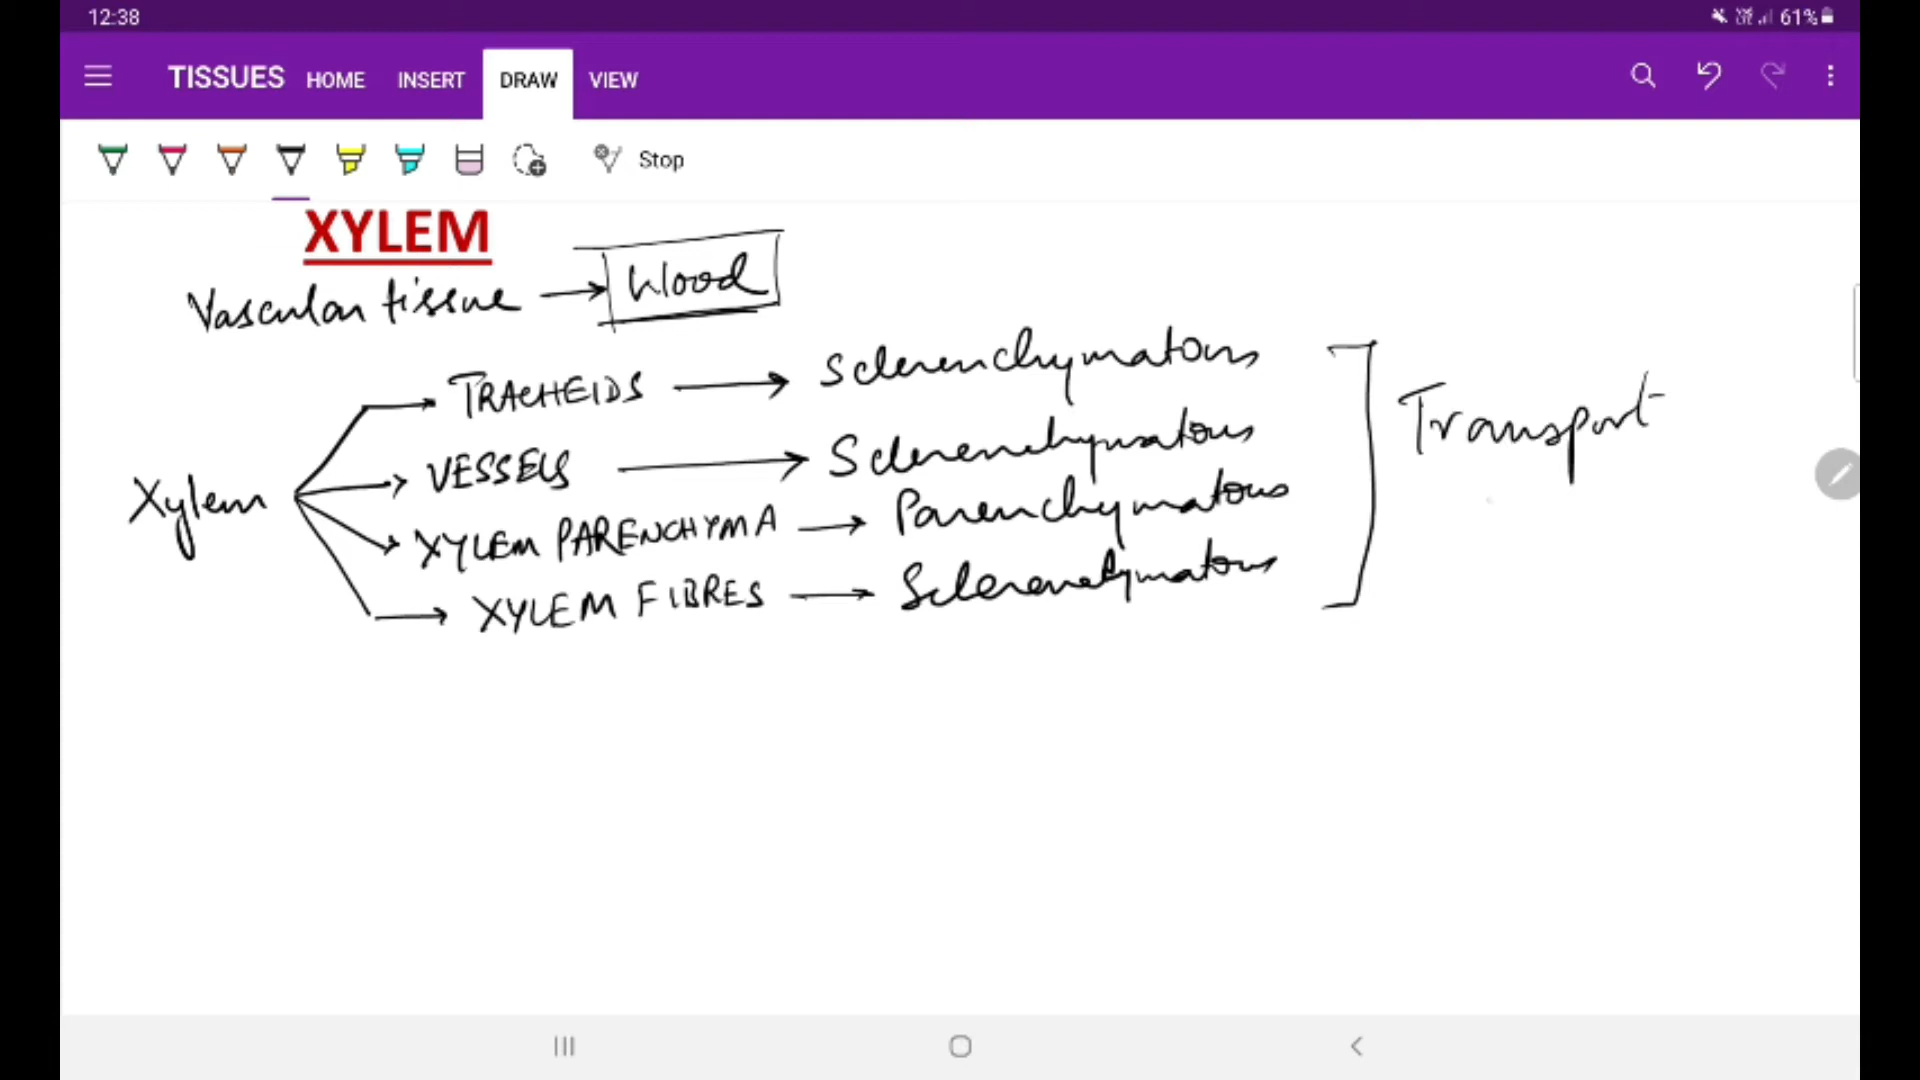 12:38 61%
TISSUES HOME INSERT DRAW VIEW
Stop
XYLEM
Vascular tissue → Wood
TRACHEIDS → Sclerenchymatous
VESSELS → Sclerenchymatous
Transport
Xylem
XYLEM PARENCHYMA → Parenchymatous
XYLEM FIBRES → Sclerenchymatous